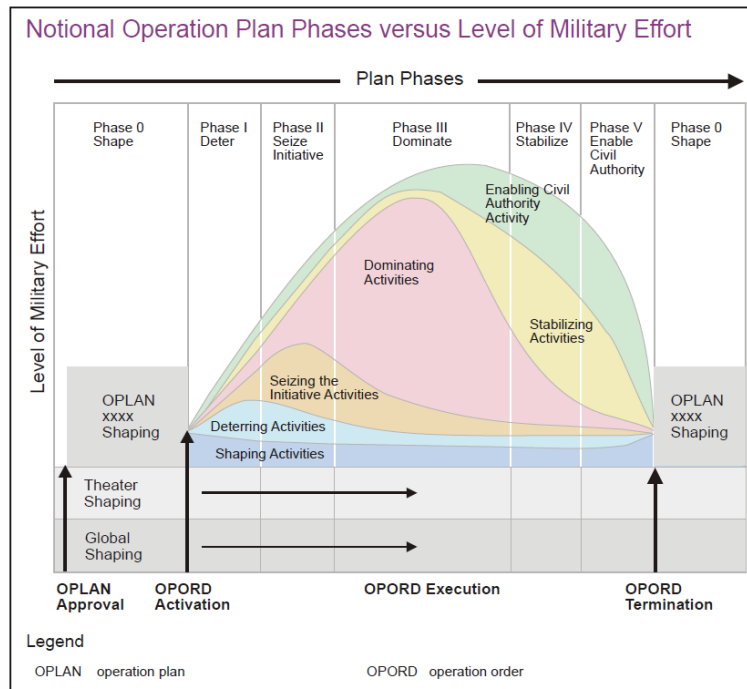 Notional Operation Plan Phases versus Level of Military Effort
Plan Phases
Phase 0
Shape
Phase I
Deter
Phase II
Seize
Initiative
Phase III
Dominate
Phase IV
Stabilize
Phase V
Enable
Civil
Authority
Phase 0
Shape
Level of Military Effort
Enabling Civil
Authority
Activity
Dominating
Activities
Stabilizing
Activities
Seizing the
Initiative Activities
Deterring Activities
Shaping Activities
OPLAN
xxxx
Shaping
OPLAN
xxxx
Shaping
Theater
Shaping
Global
Shaping
OPLAN
Approval
OPORD
Activation
OPORD Execution
OPORD
Termination
Legend
OPLAN operation plan
OPORD operation order